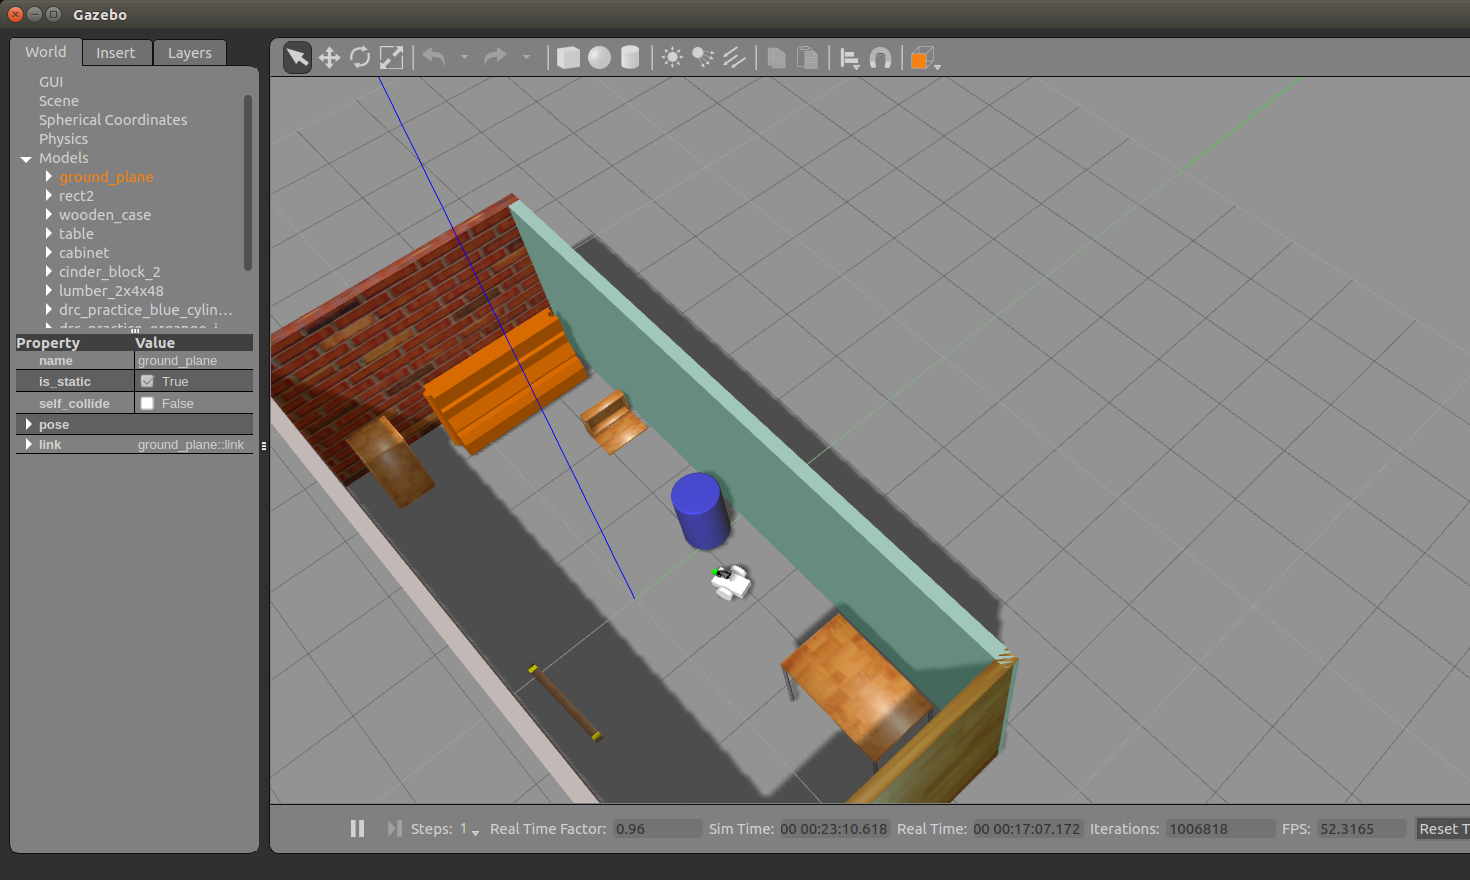 Gazebo
World Insert Layers
GUI
Scene
Spherical Coordinates
Physics
Models
ground_plane
rect2
wooden_case
table
cabinet
cinder_block_2
lumber_2x4x48
drc_practice_blue_cylin...
Property Value
name ground_plane
is_static True
self_collide False
pose
link ground_plane::link
Steps: 1 Real Time Factor: 0.96 Sim Time: 00 00:23:10.618 Real Time: 00 00:17:07.172 Iterations: 1006818 FPS: 52.3165 Reset T